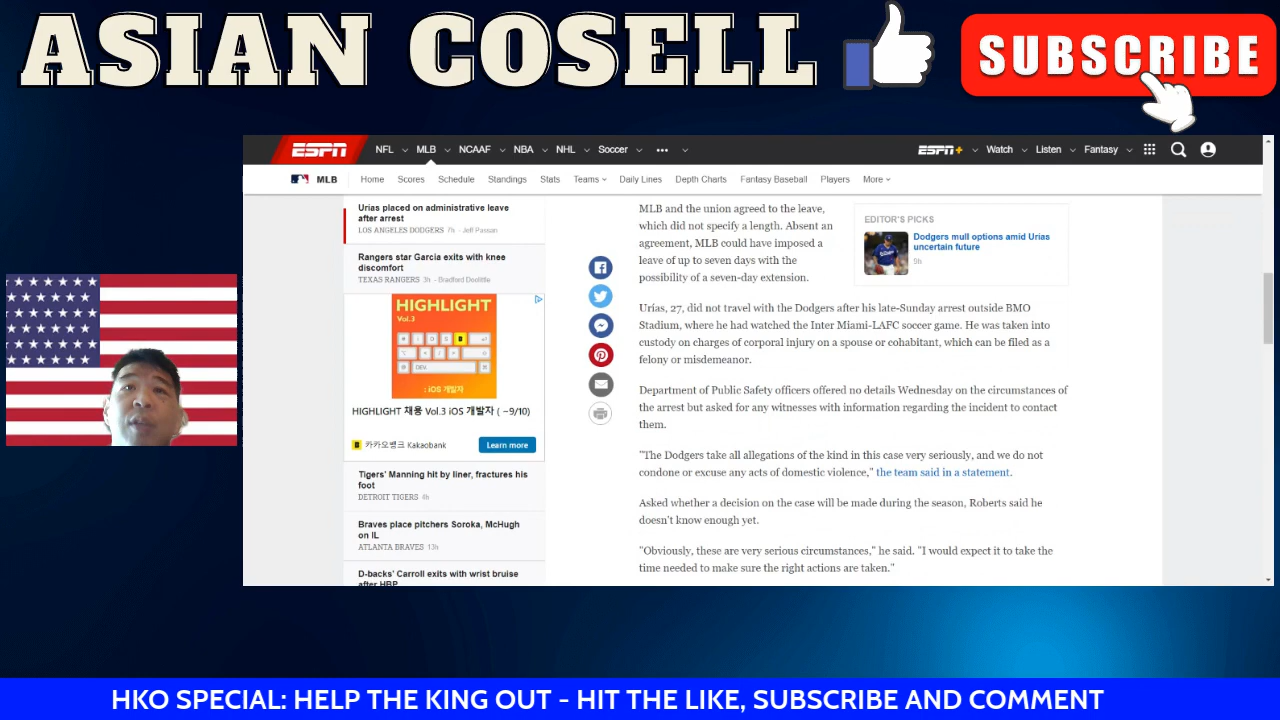 ASIAN COSELL
SUBSCRIBE
ESPN NFL MLB NCAAF NBA NHL Soccer ••• ESPN+ Watch Listen Fantasy
MLB Home Scores Schedule Standings Stats Teams Daily Lines Depth Charts Fantasy Baseball Players More
Urías placed on administrative leave
after arrest
LOS ANGELES DODGERS 7h - Jeff Passan
Rangers star Garcia exits with knee
discomfort
TEXAS RANGERS 3h - Bradford Doolittle
HIGHLIGHT
Vol.3
DEV
: iOS 개발자
HIGHLIGHT 채용 Vol.3 iOS 개발자 ( ~9/10)
카카오뱅크 Kakaobank
Learn more
Tigers' Manning hit by liner, fractures his
foot
DETROIT TIGERS 4h
Braves place pitchers Soroka, McHugh
on IL
ATLANTA BRAVES 13h
D-backs' Carroll exits with wrist bruise
after HBP
MLB and the union agreed to the leave,
which did not specify a length. Absent an
agreement, MLB could have imposed a
leave of up to seven days with the
possibility of a seven-day extension.
EDITOR'S PICKS
Dodgers mull options amid Urias
uncertain future
5h
Urías, 27, did not travel with the Dodgers after his late-Sunday arrest outside BMO
Stadium, where he had watched the Inter Miami-LAFC soccer game. He was taken into
custody on charges of corporal injury on a spouse or cohabitant, which can be filed as a
felony or misdemeanor.
Department of Public Safety officers offered no details Wednesday on the circumstances of
the arrest but asked for any witnesses with information regarding the incident to contact
them.
"The Dodgers take all allegations of the kind in this case very seriously, and we do not
condone or excuse any acts of domestic violence," the team said in a statement.
Asked whether a decision on the case will be made during the season, Roberts said he
doesn't know enough yet.
"Obviously, these are very serious circumstances," he said. "I would expect it to take the
time needed to make sure the right actions are taken."
HKO SPECIAL: HELP THE KING OUT - HIT THE LIKE, SUBSCRIBE AND COMMENT